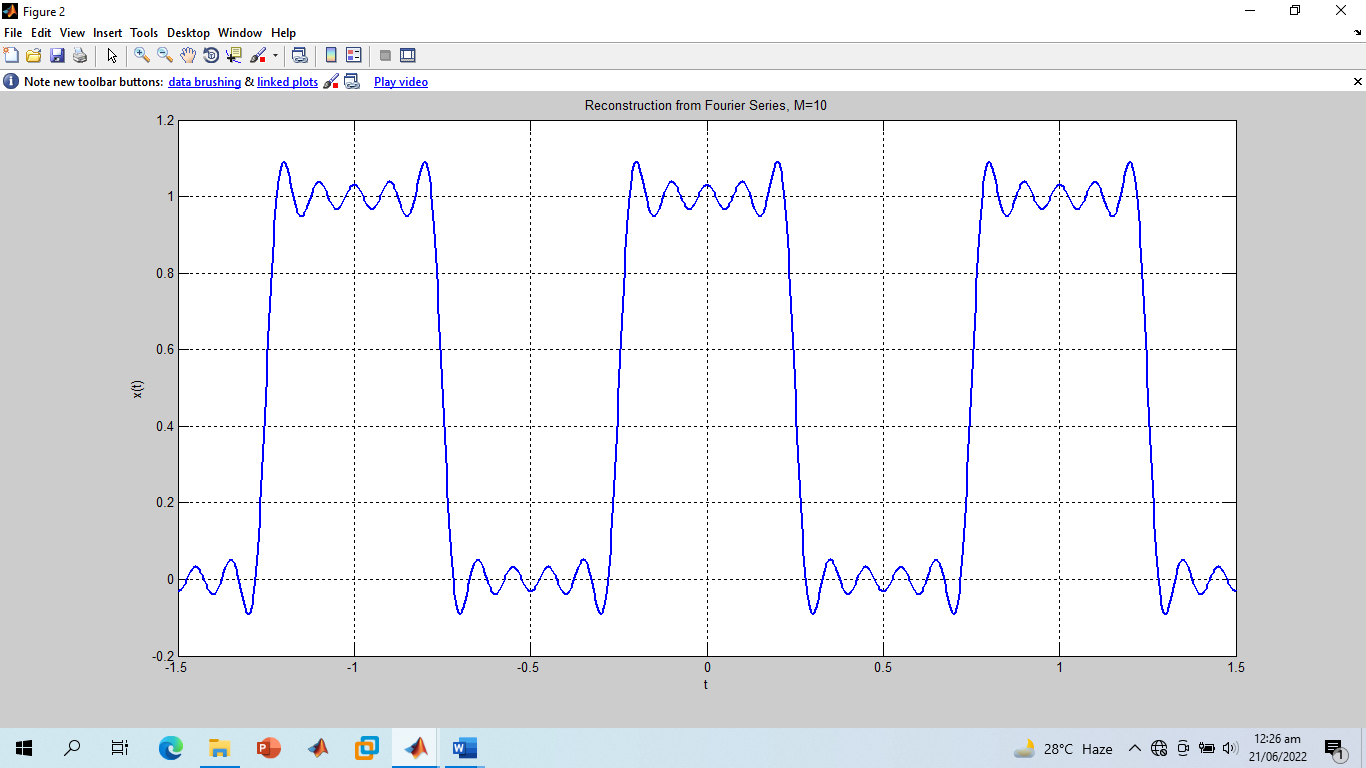 Figure 2
File Edit View Insert Tools Desktop Window Help
Note new toolbar buttons: data brushing & linked plots Play video
Reconstruction from Fourier Series, M=10
1.2
1
0.8
0.6
0.4
0.2
0
-0.2
x(t)
-1.5 -1 -0.5 0 0.5 1 1.5
t
P W 28°C Haze 12:26 am 1
21/06/2022